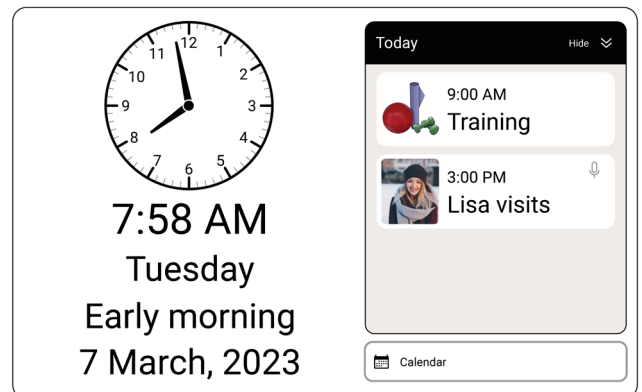 12
1
2
3
4
5
6
7
8
9
10
11
7:58 AM
Tuesday
Early morning
7 March, 2023
Today Hide
9:00 AM
Training
3:00 PM
Lisa visits
Calendar